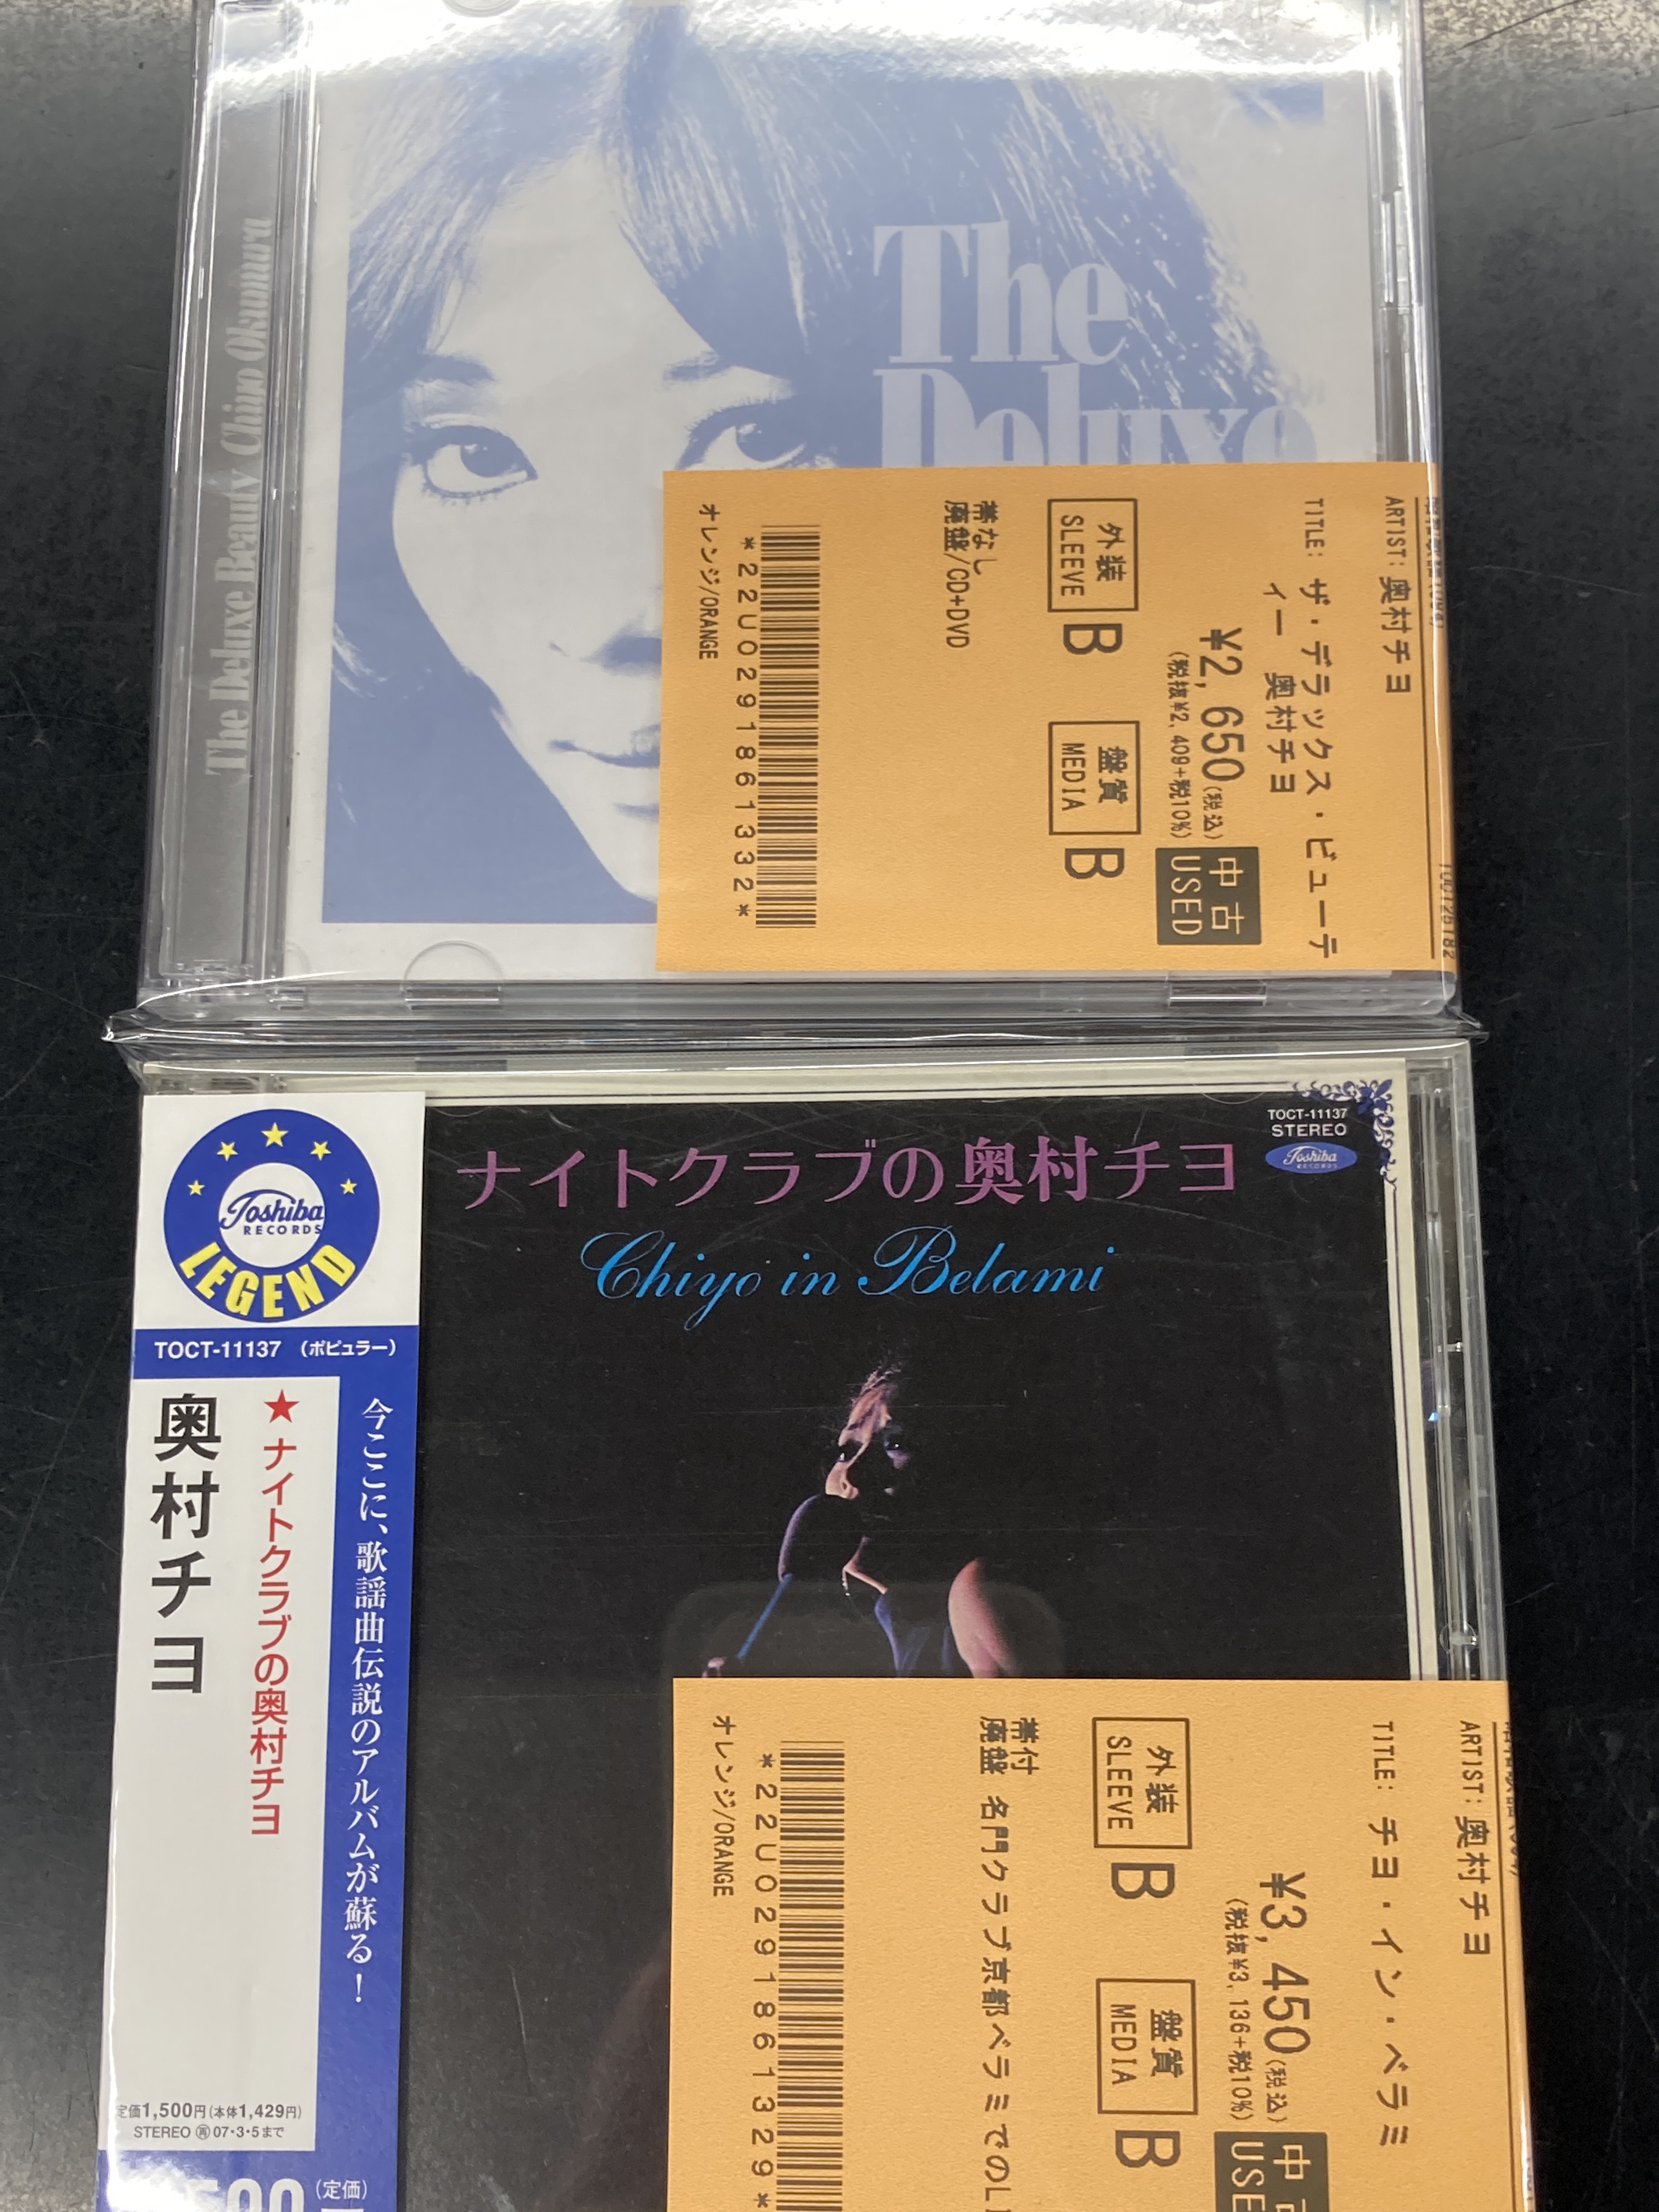 The Deluxe Beauty Chiyo Okumura
The
Deluxe
ARTIST: 奥村チヨ
TITLE: ザ・デラックス・ビューテ
ィー 奥村チヨ
¥2,650(税込)
(税抜¥2,409+税10%)
中古
USED
外装
SLEEVE
B
盤質
MEDIA
B
帯なし
廃盤/CD+DVD
*22U0291861332*
オレンジ/ORANGE
Toshiba
RECORDS
LEGEND
TOCT-11137 (ポピュラー)
今ここに、歌謡曲伝説のアルバムが蘇る!
★ ナイトクラブの奥村チヨ
奥村チヨ
定価1,500円(本体1,429円)
STEREO 再 07・3・5まで
(定価)
ナイトクラブの奥村チヨ
Chiyo in Belami
TOCT-11137
STEREO
Toshiba
ARTIST: 奥村チヨ
TITLE: チヨ・イン・ベラミ
¥3,450(税込)
(税抜¥3,136+税10%)
中古
USE
外装
SLEEVE
B
盤質
MEDIA
B
帯付
廃盤 名門クラブ京都ベラミでのL
*22U0291861329*
オレンジ/ORANGE